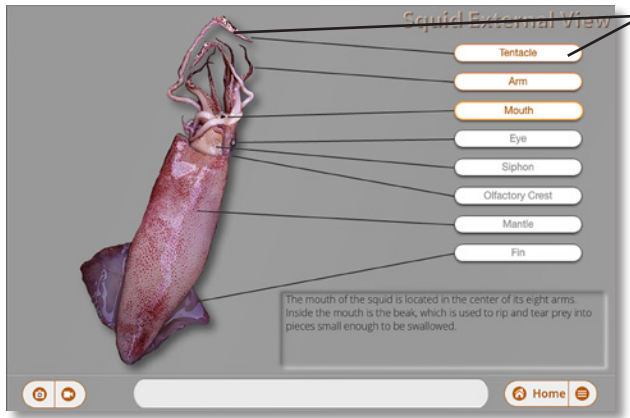 Squid External View
Tentacle
Arm
Mouth
Eye
Siphon
Olfactory Crest
Mantle
Fin
The mouth of the squid is located in the center of its eight arms.
Inside the mouth is the beak, which is used to rip and tear prey into
pieces small enough to be swallowed.
Home